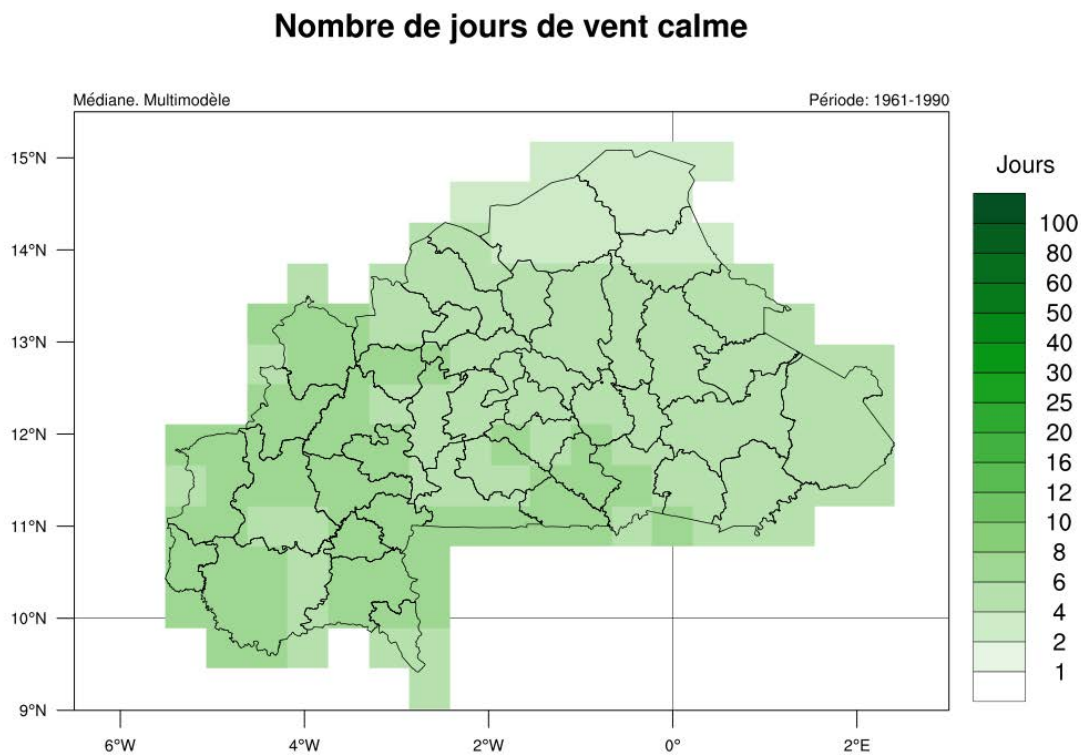 Nombre de jours de vent calme
Médiane. Multimodèle
Période: 1961-1990
15°N
14°N
13°N
12°N
11°N
10°N
9°N
6°W
4°W
2°W
0°
2°E
Jours
100
80
60
50
40
30
25
20
16
12
10
8
6
4
2
1